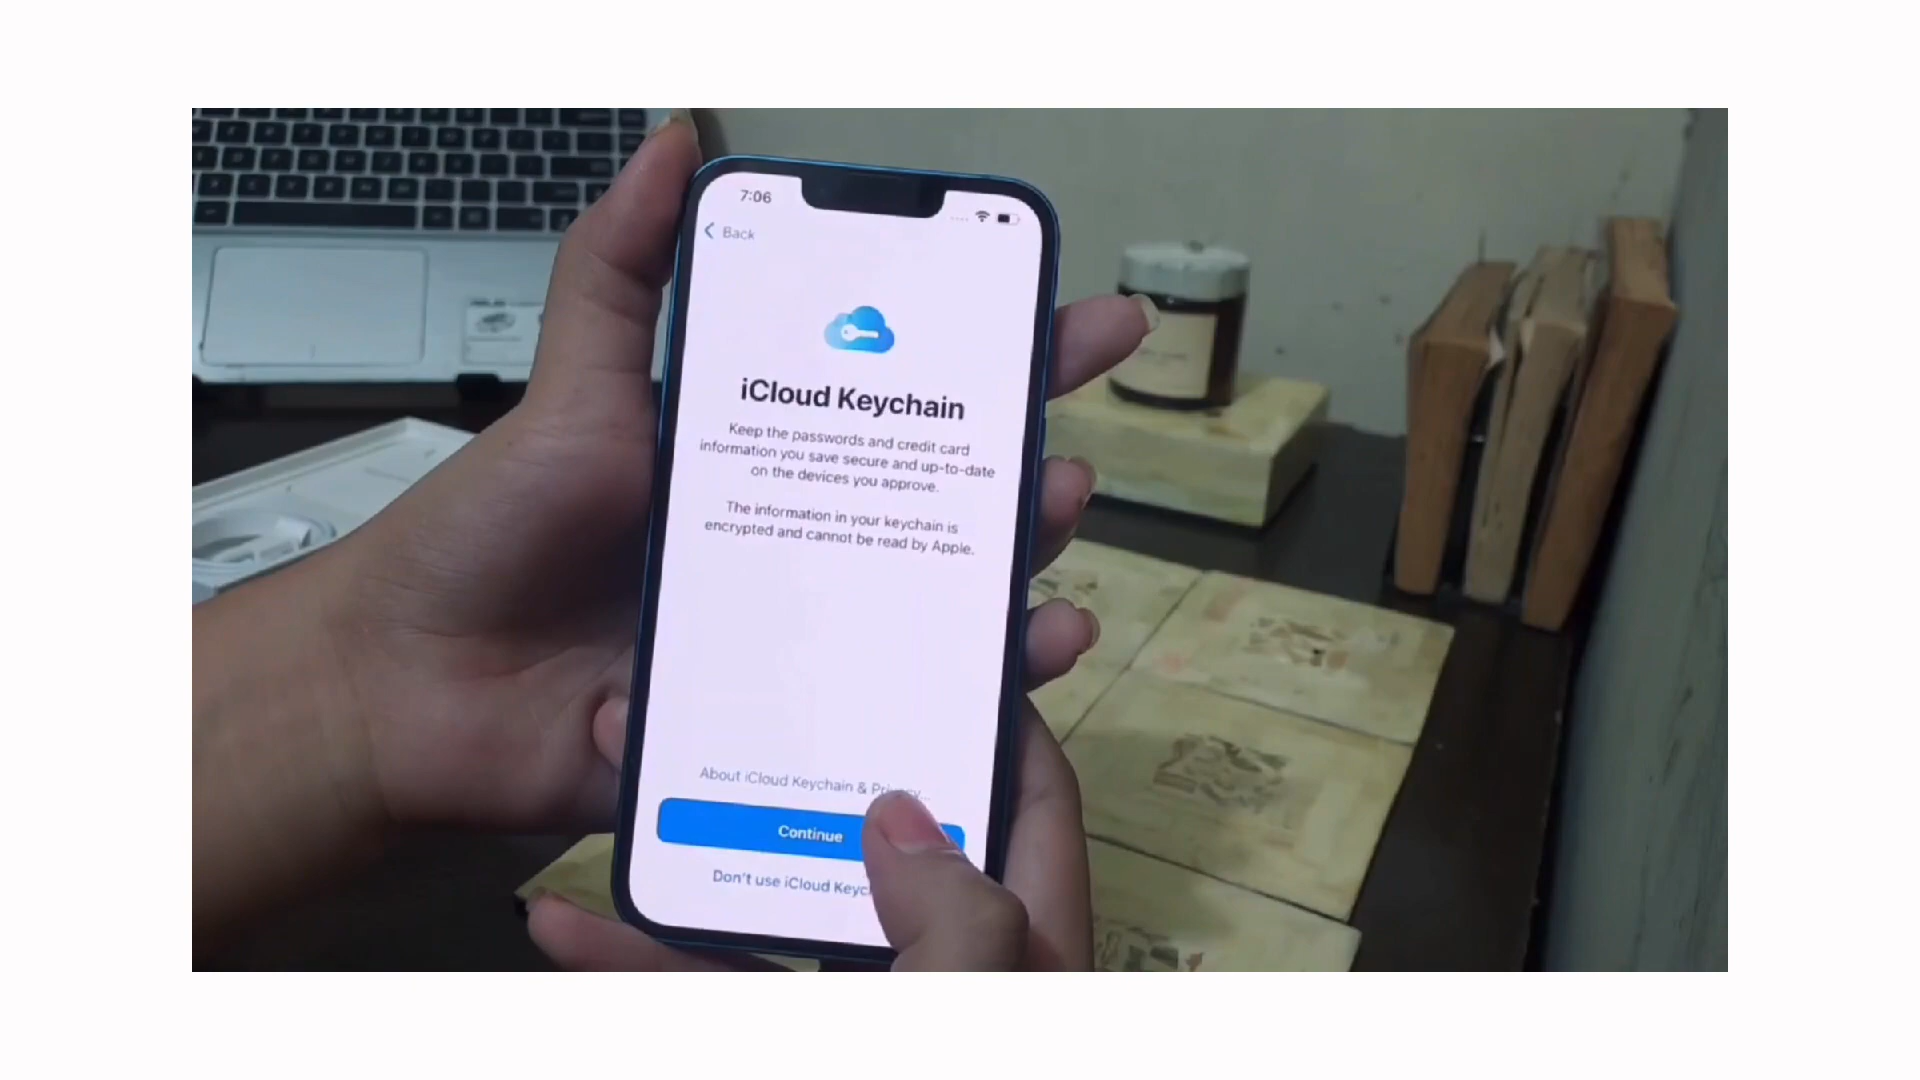 7:06
Back
iCloud Keychain
Keep the passwords and credit card
information you save secure and up-to-date
on the devices you approve.
The information in your keychain is
encrypted and cannot be read by Apple.
About iCloud Keychain & Privacy...
Continue
Don't use iCloud Keyc